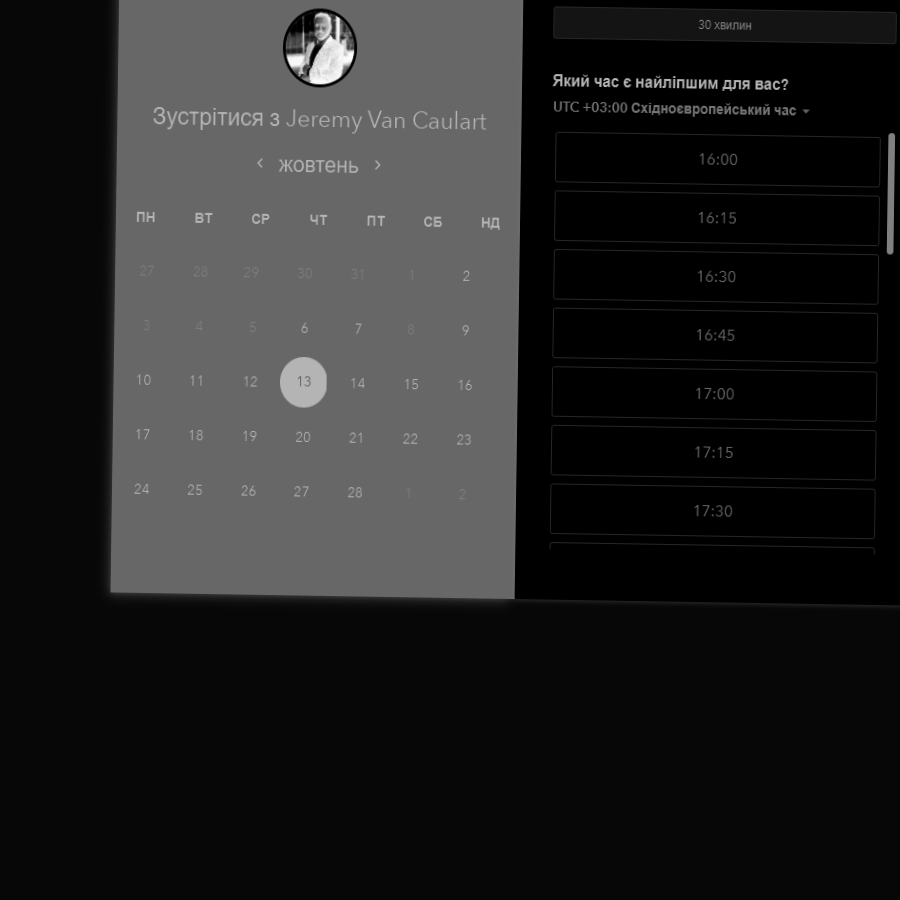 Зустрітися з Jeremy Van Caulart
‹ жовтень ›
ПН ВТ СР ЧТ ПТ СБ НД
27 28 29 30 31 1 2
3 4 5 6 7 8 9
10 11 12 13 14 15 16
17 18 19 20 21 22 23
24 25 26 27 28 1 2
30 хвилин
Який час є найліпшим для вас?
UTC +03:00 Східноєвропейський час
16:00
16:15
16:30
16:45
17:00
17:15
17:30